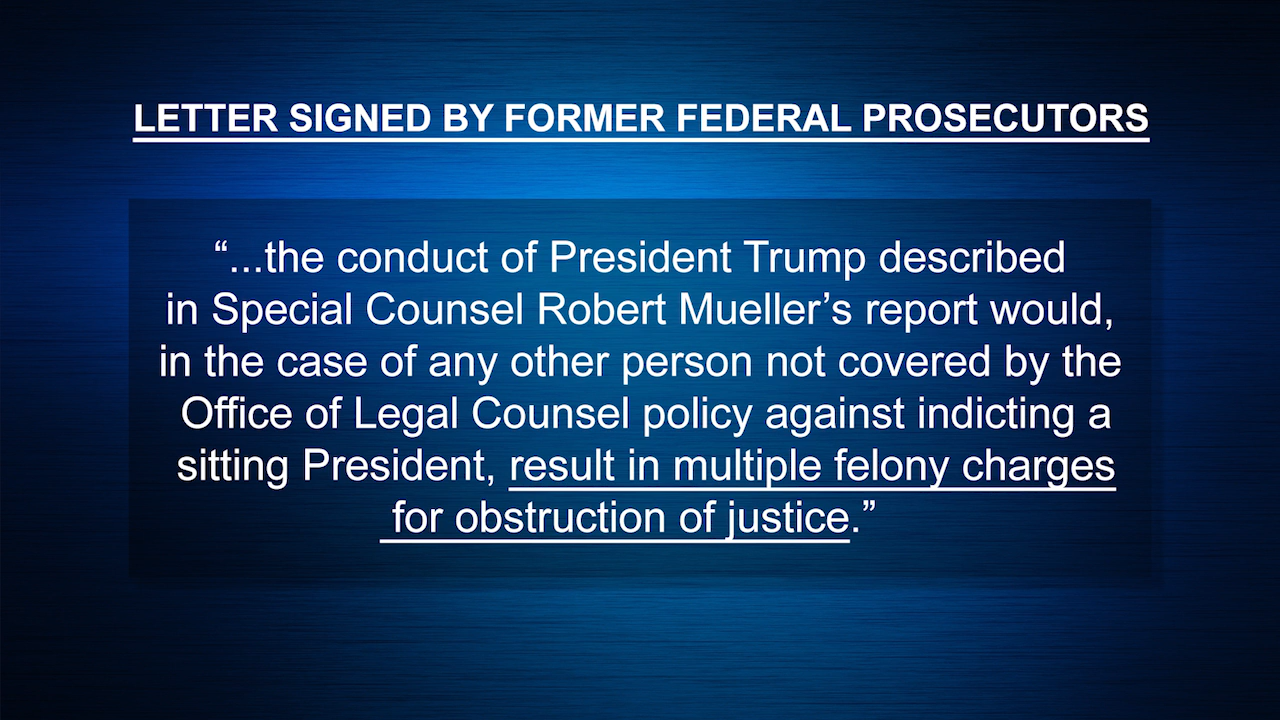 LETTER SIGNED BY FORMER FEDERAL PROSECUTORS
“...the conduct of President Trump described
in Special Counsel Robert Mueller’s report would,
in the case of any other person not covered by the
Office of Legal Counsel policy against indicting a
sitting President, result in multiple felony charges
for obstruction of justice.”